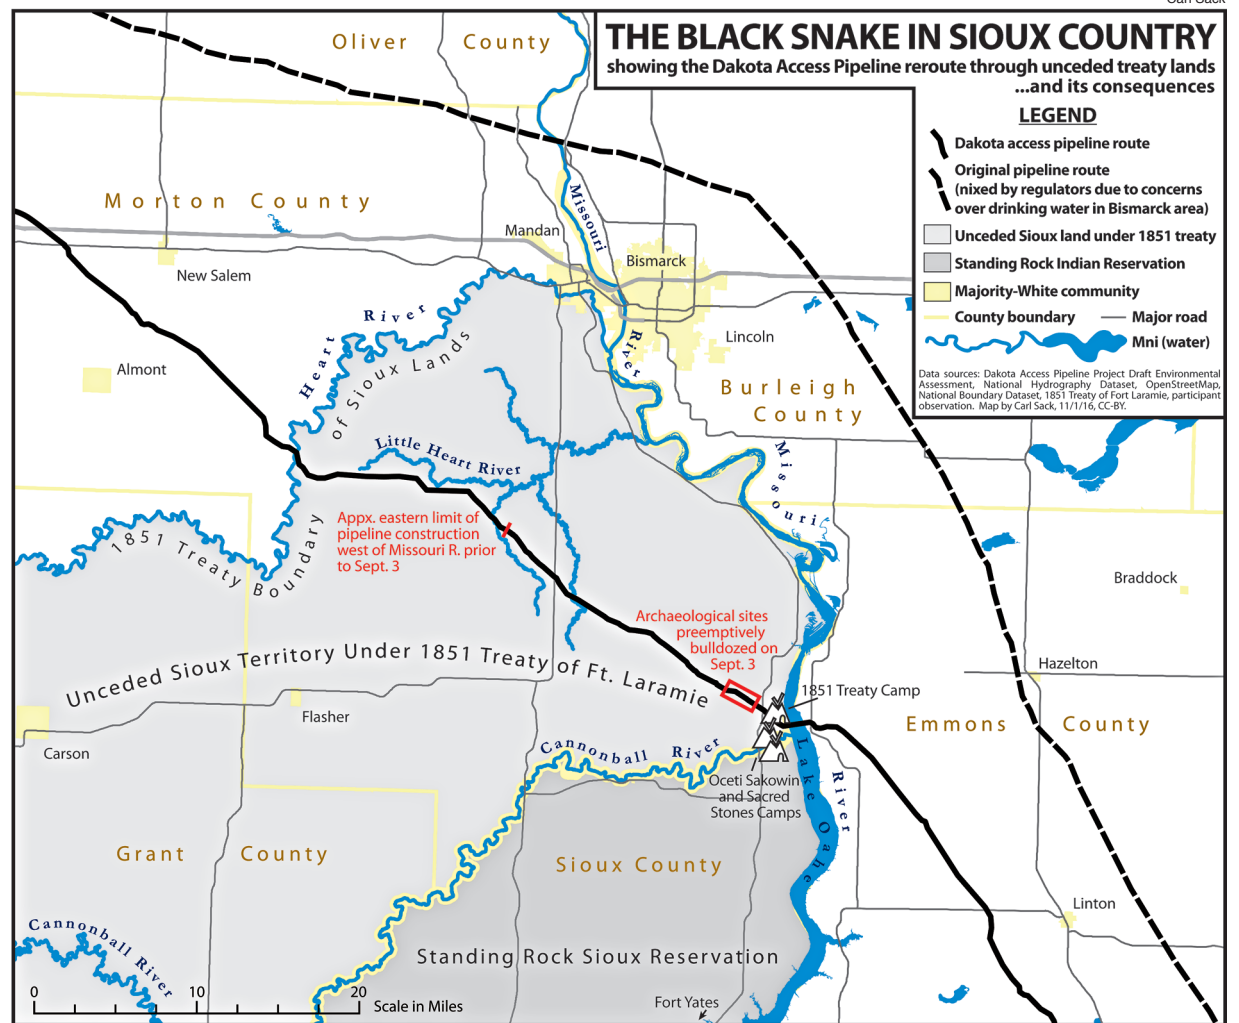 Carl Sack
THE BLACK SNAKE IN SIOUX COUNTRY
showing the Dakota Access Pipeline reroute through unceded treaty lands
...and its consequences
LEGEND
Dakota access pipeline route
Original pipeline route
(nixed by regulators due to concerns
over drinking water in Bismarck area)
Unceded Sioux land under 1851 treaty
Standing Rock Indian Reservation
Majority-White community
County boundary
Major road
Mni (water)
Data sources: Dakota Access Pipeline Project Draft Environmental
Assessment, National Hydrography Dataset, OpenStreetMap,
National Boundary Dataset, 1851 Treaty of Fort Laramie, participant
observation. Map by Carl Sack, 11/1/16, CC-BY.
Oliver County
Morton County
Missouri
Mandan
Bismarck
New Salem
River
Lincoln
Heart River
of Sioux Lands
Almont
Burleigh
County
Little Heart River
Missouri
Appx. eastern limit of
pipeline construction
west of Missouri R. prior
to Sept. 3
1851 Treaty Boundary
Braddock
Archaeological sites
preemptively
bulldozed on
Sept. 3
Unceded Sioux Territory Under 1851 Treaty of Ft. Laramie
Hazelton
1851 Treaty Camp
Flasher
Emmons County
Carson
Cannonball River
Lake Oahe
River
Oceti Sakowin
and Sacred
Stones Camps
Grant County
Sioux County
Linton
Cannonball River
Standing Rock Sioux Reservation
Fort Yates
0 10 20
Scale in Miles